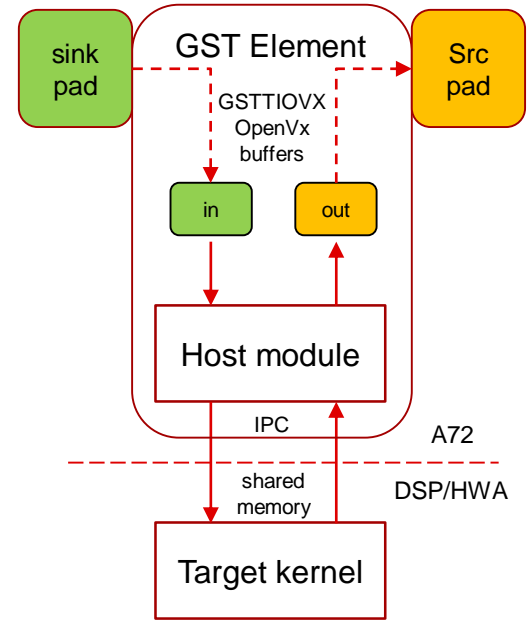 sink
pad
GST Element
Src
pad
GSTTIOVX
OpenVx
buffers
in
out
Host module
IPC
A72
shared
memory
DSP/HWA
Target kernel